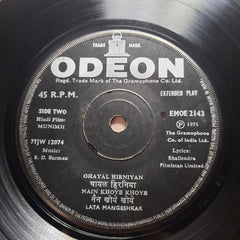 TRADE MARK
ODEON
Regd. Trade Mark of The Gramophone Co. Ltd.
45 R.P.M.
EXTENDED PLAY
SIDE TWO
Hindi Film:
MUNIMJI
EMOE 2143
℗ 1971
The Gramophone
Co. of India Ltd.
7TJW 12074
Music:
S. D. Burman
Lyrics:
Shailendra
Filmistan Limited
GHAYAL HIRNIYAN
घायल हिरनिया
NAIN KHOYE KHOYE
नैन खोये खोये
LATA MANGESHKAR